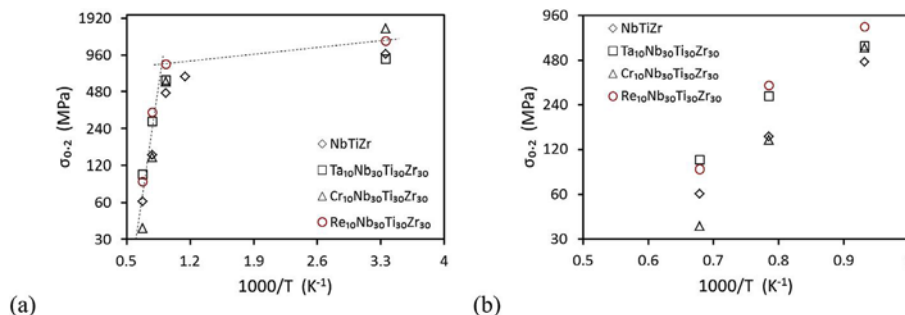 1920
960
480
240
120
60
30
σ₀.₂ (MPa)
NbTiZr
Ta₁₀Nb₃₀Ti₃₀Zr₃₀
Cr₁₀Nb₃₀Ti₃₀Zr₃₀
Re₁₀Nb₃₀Ti₃₀Zr₃₀
0.5 1.2 1.9 2.6 3.3 4
1000/T (K⁻¹)
(a)
960
480
240
120
60
30
σ₀.₂ (MPa)
NbTiZr
Ta₁₀Nb₃₀Ti₃₀Zr₃₀
Cr₁₀Nb₃₀Ti₃₀Zr₃₀
Re₁₀Nb₃₀Ti₃₀Zr₃₀
0.5 0.6 0.7 0.8 0.9
1000/T (K⁻¹)
(b)